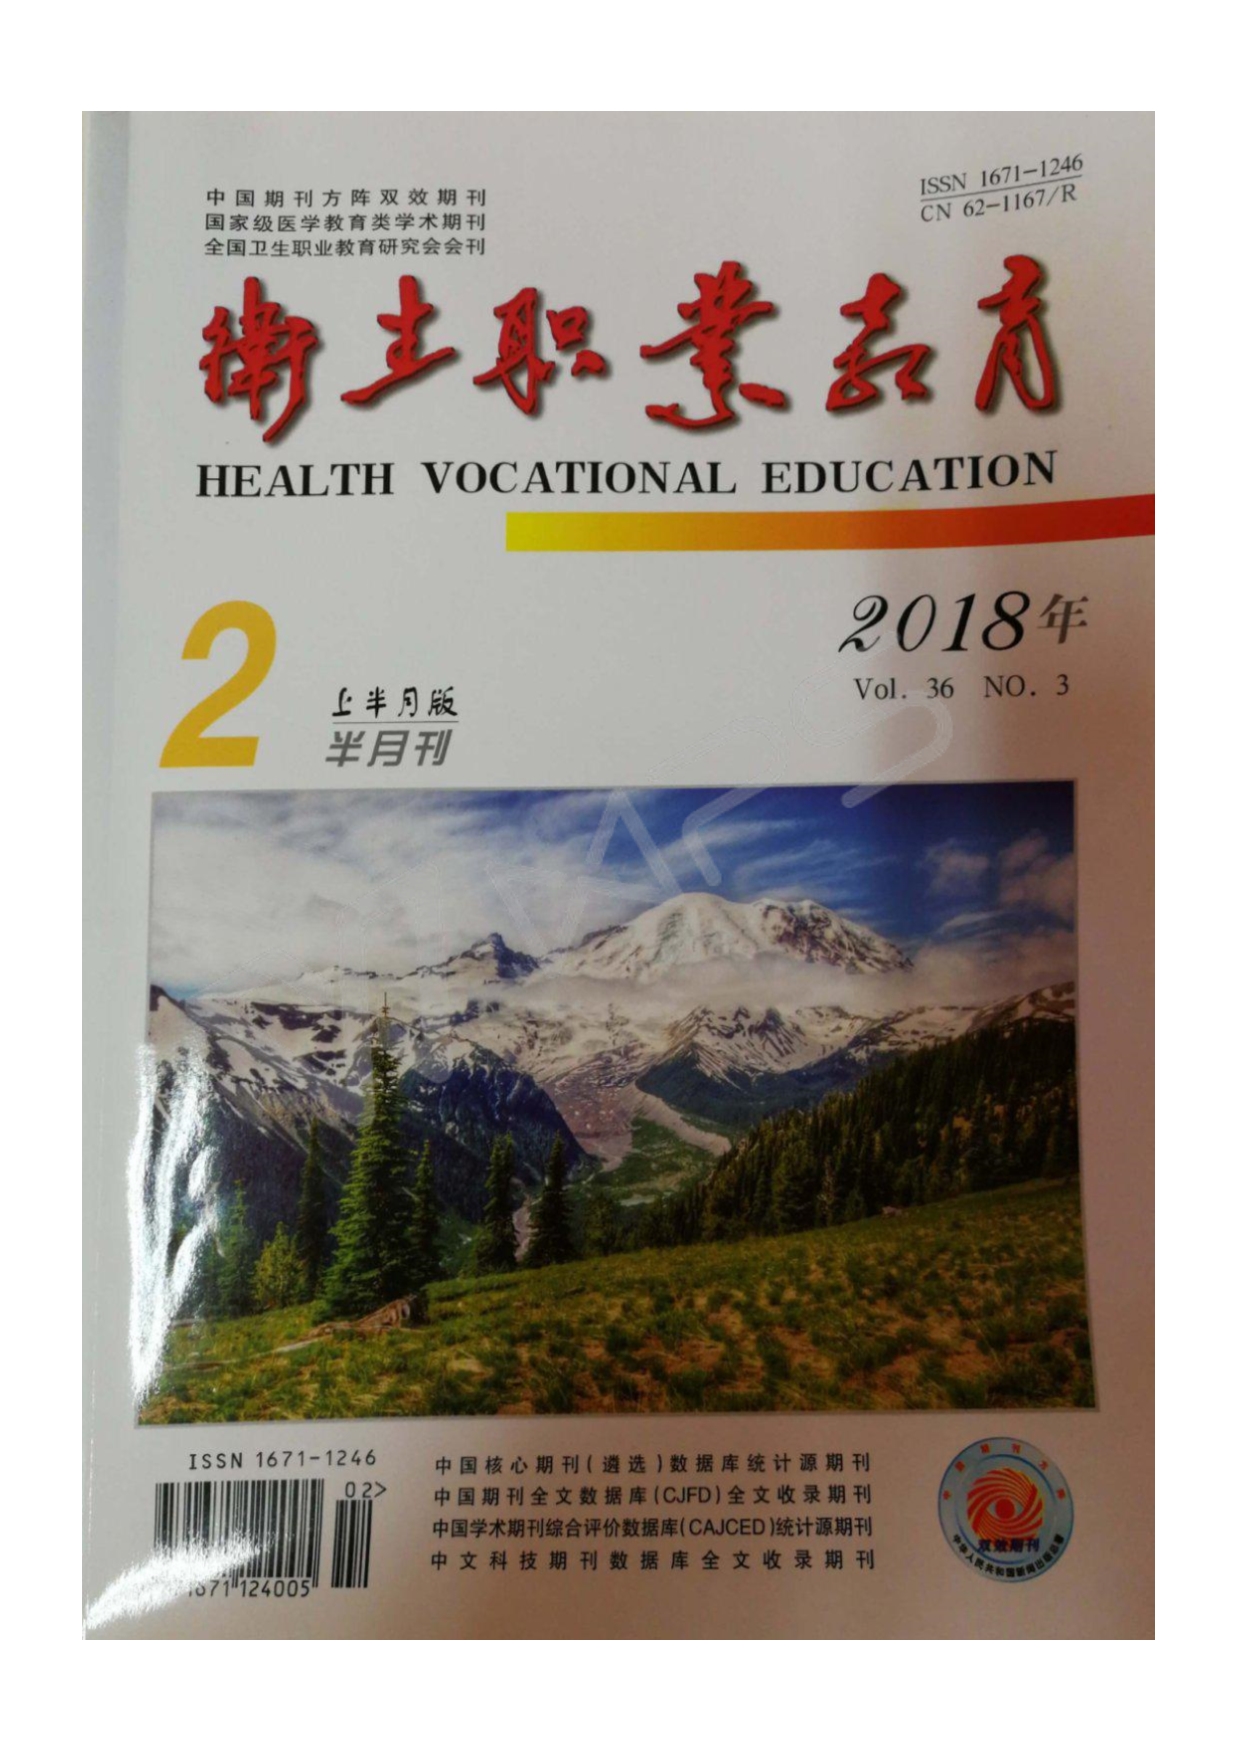 中国期刊方阵双效期刊
国家级医学教育类学术期刊
全国卫生职业教育研究会会刊
ISSN 1671-1246
CN 62-1167/R
衛生职業教育
HEALTH VOCATIONAL EDUCATION
2
上半月版
半月刊
2018年
Vol. 36 NO. 3
ISSN 1671-1246
02>
671124005
中国核心期刊(遴选)数据库统计源期刊
中国期刊全文数据库(CJFD)全文收录期刊
中国学术期刊综合评价数据库(CAJCED)统计源期刊
中文科技期刊数据库全文收录期刊
中国期刊方阵
双效期刊